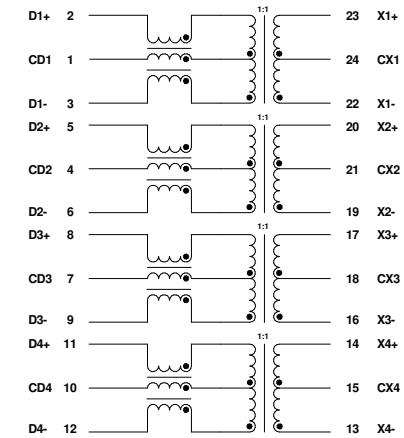 1:1
D1+ 2 23 X1+
CD1 1 24 CX1
D1- 3 22 X1-
1:1
D2+ 5 20 X2+
CD2 4 21 CX2
D2- 6 19 X2-
1:1
D3+ 8 17 X3+
CD3 7 18 CX3
D3- 9 16 X3-
1:1
D4+ 11 14 X4+
CD4 10 15 CX4
D4- 12 13 X4-